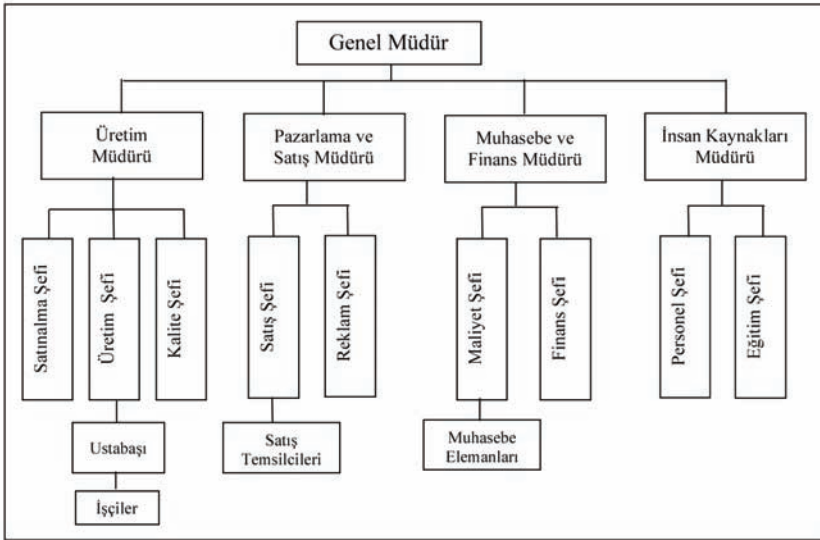 Genel Müdür
Üretim
Müdürü
Pazarlama ve
Satış Müdürü
Muhasebe ve
Finans Müdürü
İnsan Kaynakları
Müdürü
Satınalma Şefi
Üretim Şefi
Kalite Şefi
Satış Şefi
Reklam Şefi
Maliyet Şefi
Finans Şefi
Personel Şefi
Eğitim Şefi
Ustabaşı
Satış
Temsilcileri
Muhasebe
Elemanları
İşçiler